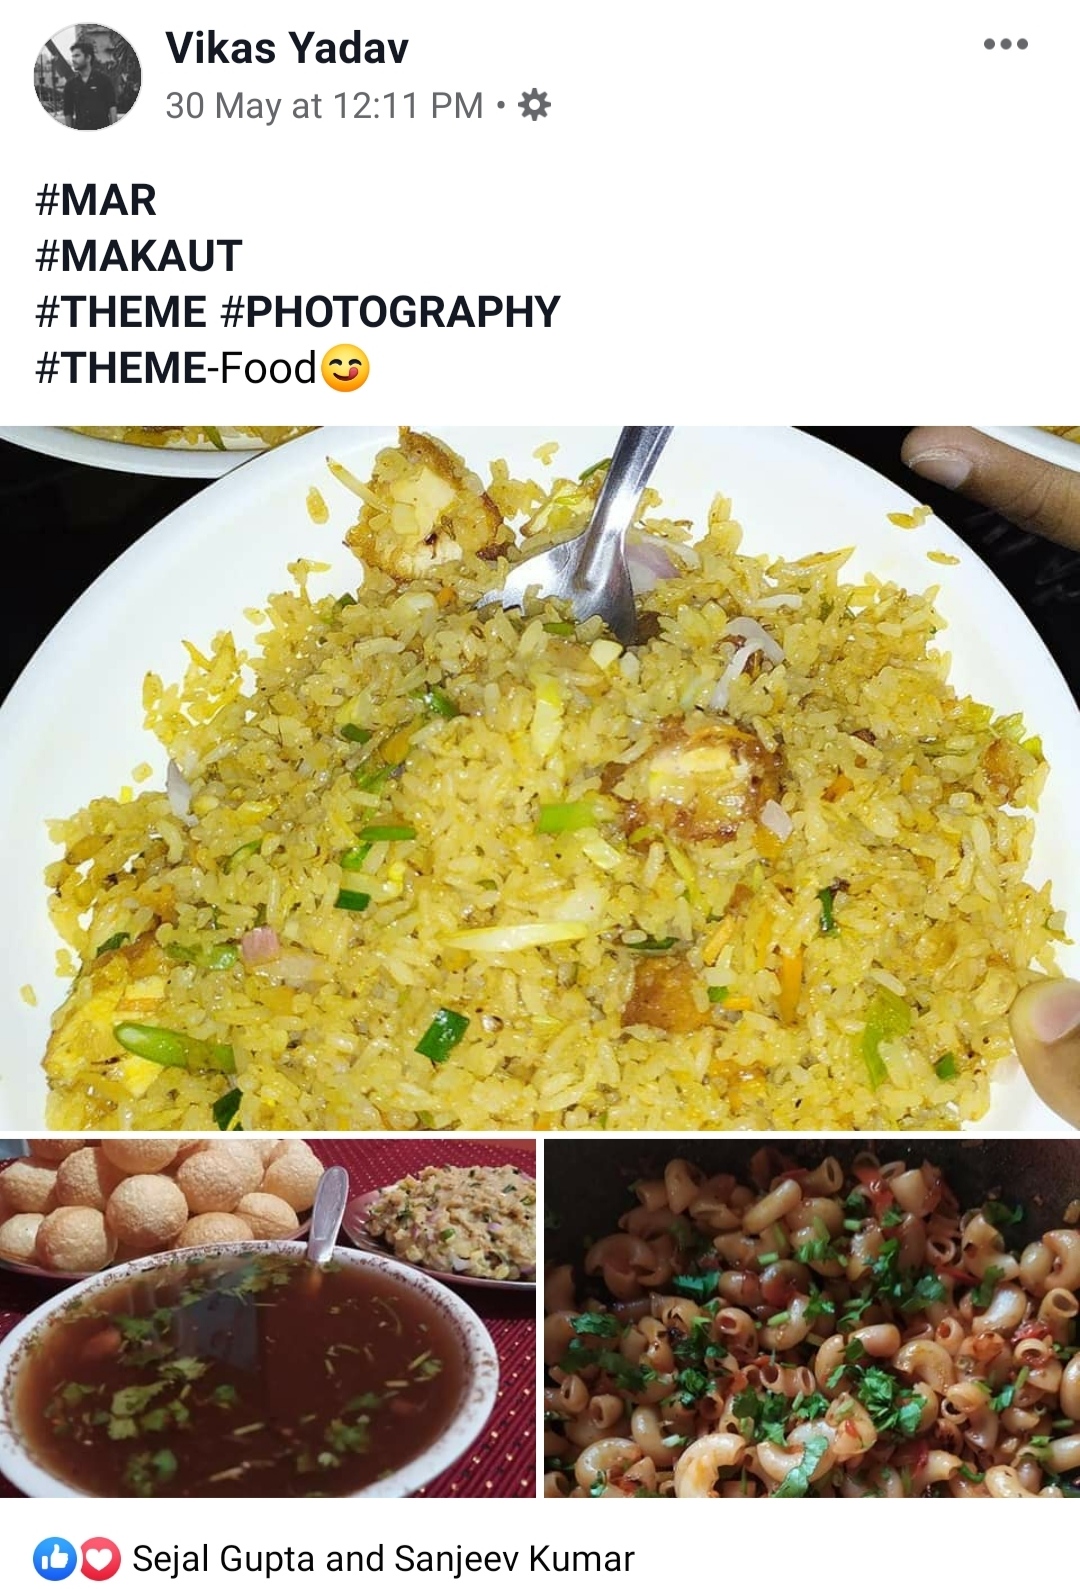 Vikas Yadav
30 May at 12:11 PM •
#MAR
#MAKAUT
#THEME #PHOTOGRAPHY
#THEME-Food😋
Sejal Gupta and Sanjeev Kumar